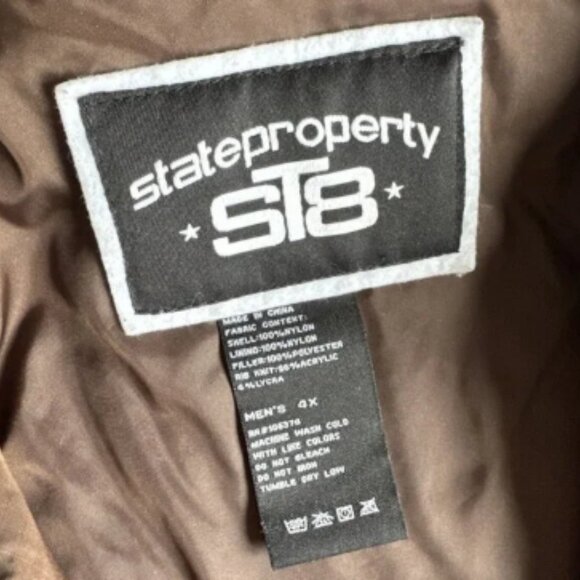 stateproperty
ST8
MADE IN CHINA
FABRIC CONTENT:
SHELL:100%NYLON
LINING:100%NYLON
FILLER:100%POLYESTER
RIB KNIT:96%ACRYLIC
4%LYCRA
MEN'S 4X
RN#106370
MACHINE WASH COLD
WITH LIKE COLORS
DO NOT BLEACH
DO NOT IRON
TUMBLE DRY LOW